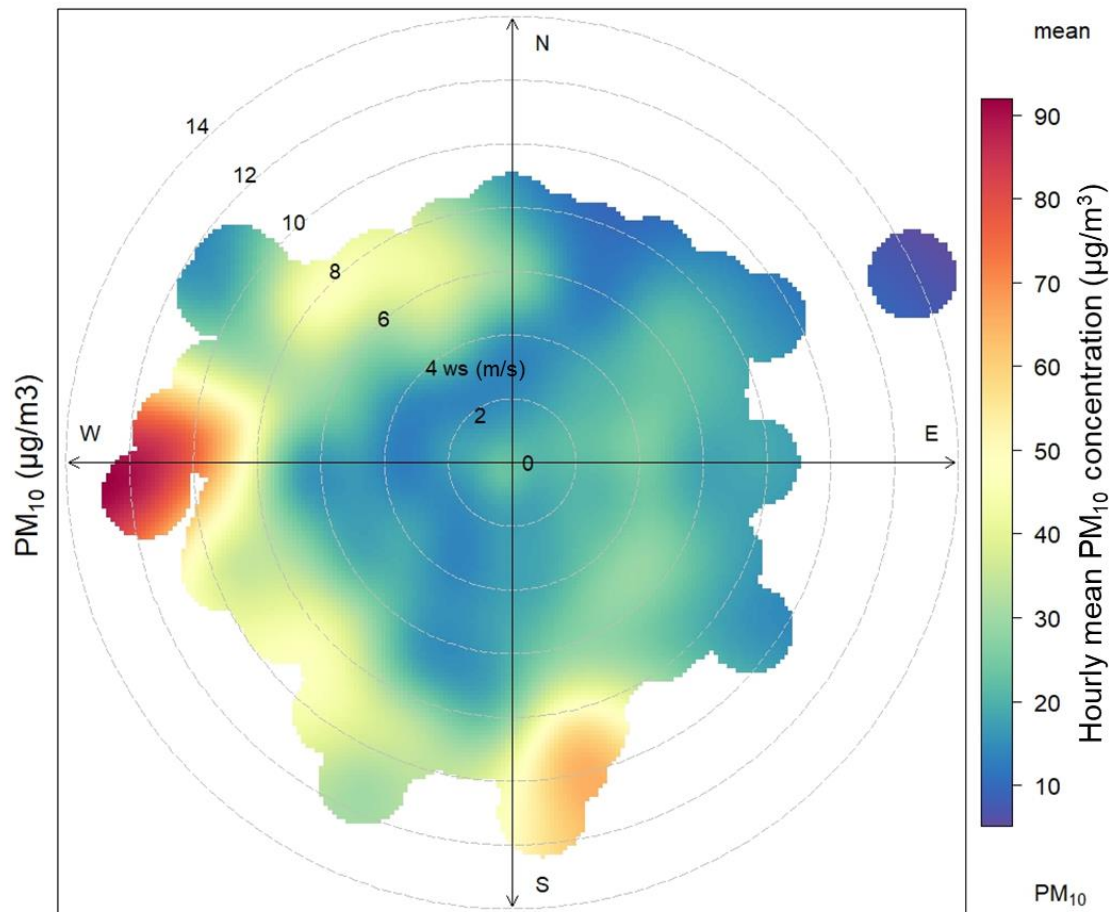 mean
N
14
12
10
8
6
4 ws (m/s)
2
0
W
E
S
PM₁₀ (µg/m3)
90
80
70
60
50
40
30
20
10
Hourly mean PM₁₀ concentration (µg/m³)
PM₁₀